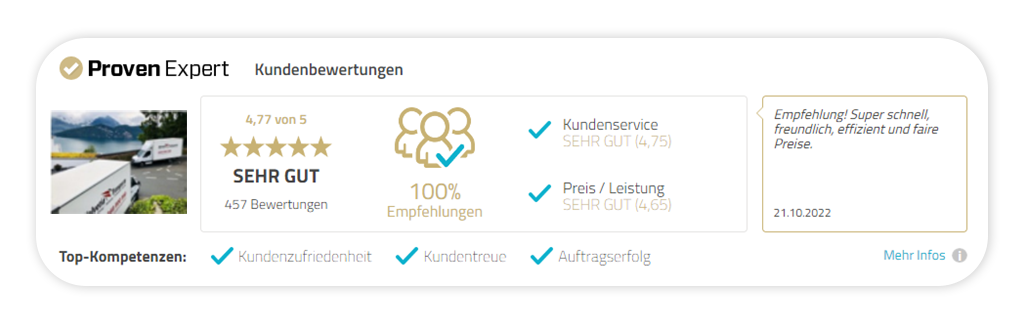 Proven Expert
Kundenbewertungen
4,77 von 5
SEHR GUT
457 Bewertungen
100%
Empfehlungen
Kundenservice
SEHR GUT (4,75)
Preis / Leistung
SEHR GUT (4,65)
Empfehlung! Super schnell,
freundlich, effizient und faire
Preise.
21.10.2022
Top-Kompetenzen:
Kundenzufriedenheit
Kundentreue
Auftragserfolg
Mehr Infos